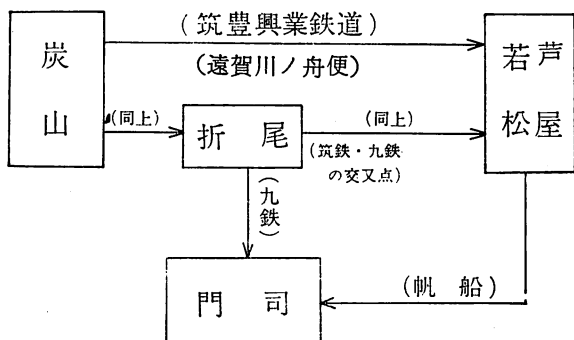 (筑豊興業鉄道)
(遠賀川ノ舟便)
炭山
若松
芦屋
(同上)
折尾
(同上)
(筑鉄・九鉄
の交又点)
(九鉄)
門司
(帆船)